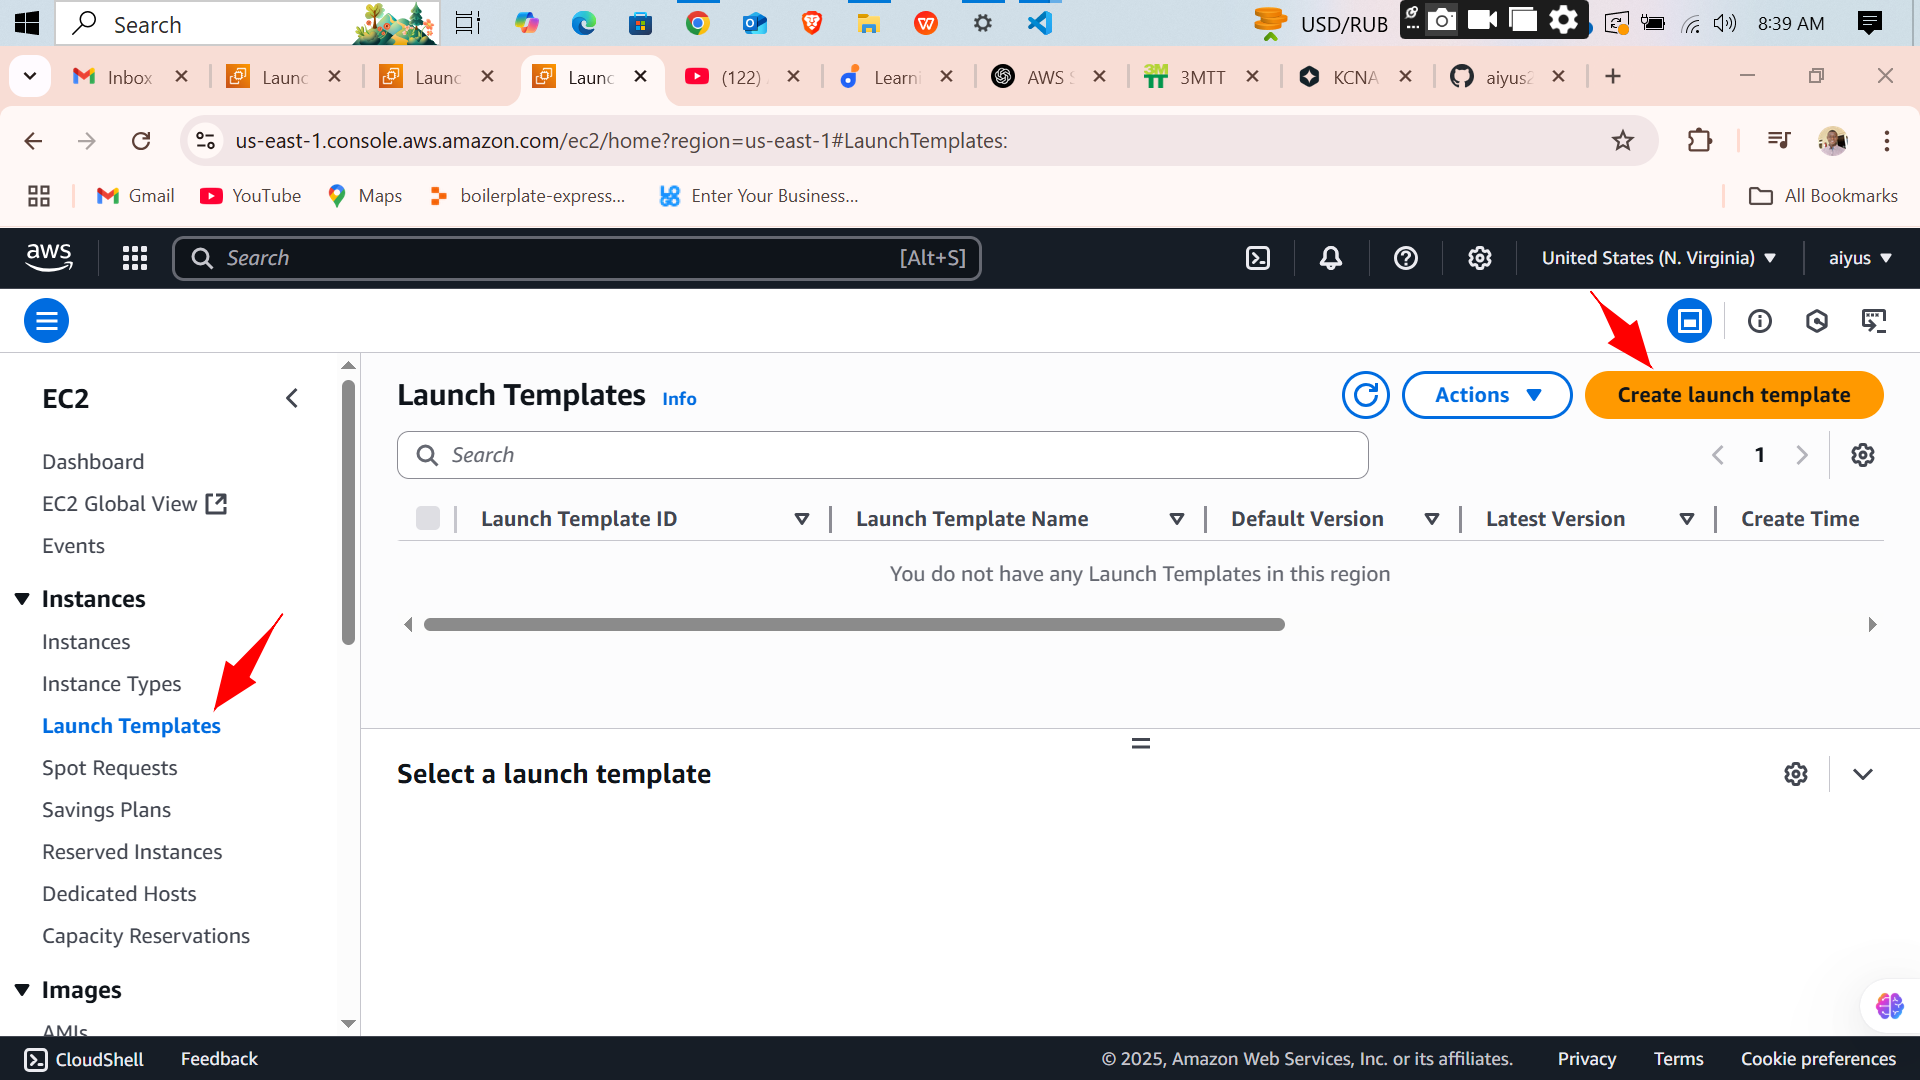 Search
USD/RUB
8:39 AM
Inbox
Launc
Launc
Launc
(122)
Learni
AWS S
3MTT
KCNA
aiyus2
us-east-1.console.aws.amazon.com/ec2/home?region=us-east-1#LaunchTemplates:
Gmail
YouTube
Maps
boilerplate-express...
Enter Your Business...
All Bookmarks
aws
Search
[Alt+S]
United States (N. Virginia)
aiyus
EC2
Dashboard
EC2 Global View
Events
Instances
Instances
Instance Types
Launch Templates
Spot Requests
Savings Plans
Reserved Instances
Dedicated Hosts
Capacity Reservations
Images
AMIs
Launch Templates Info
Actions
Create launch template
Search
1
Launch Template ID
Launch Template Name
Default Version
Latest Version
Create Time
You do not have any Launch Templates in this region
Select a launch template
CloudShell
Feedback
© 2025, Amazon Web Services, Inc. or its affiliates.
Privacy
Terms
Cookie preferences